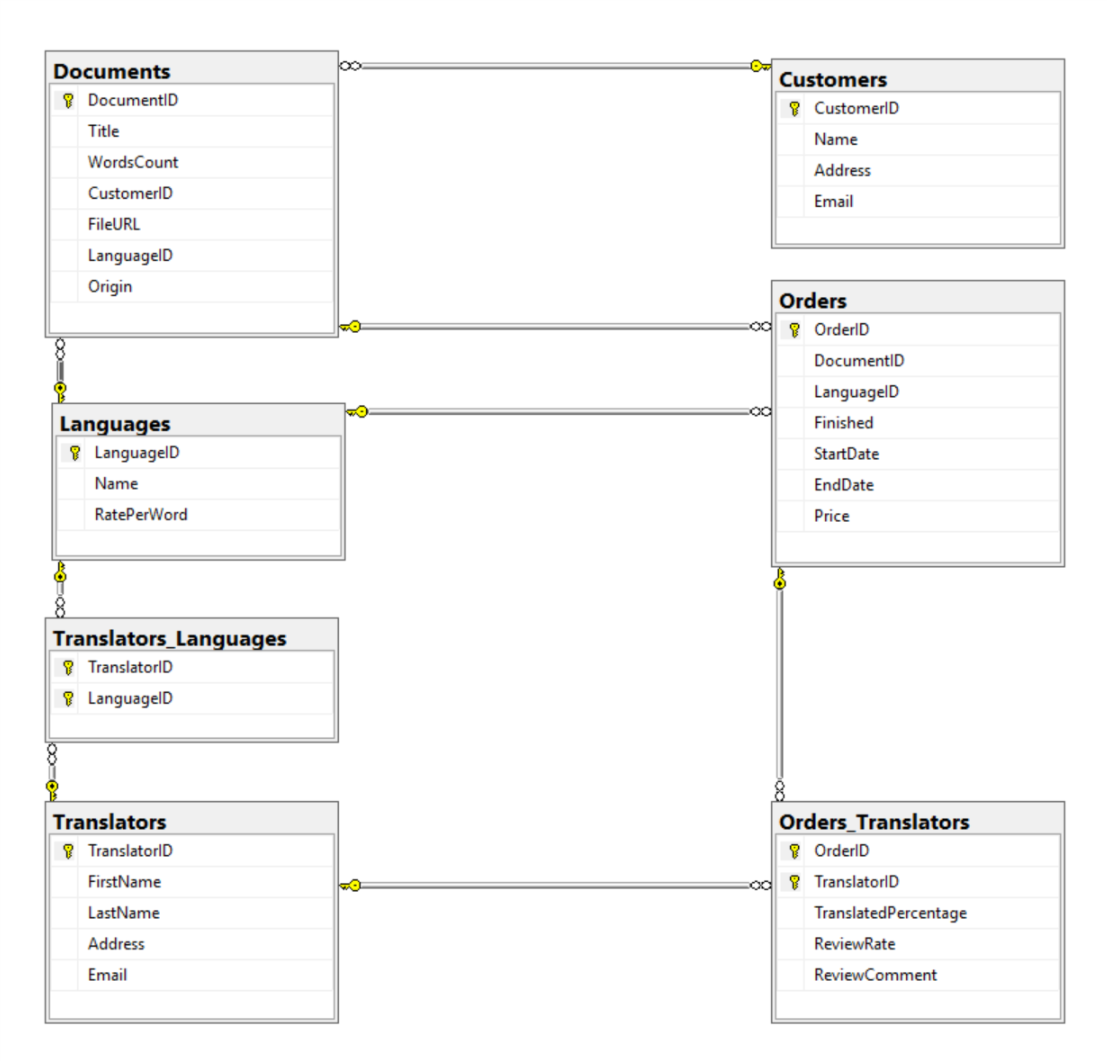 Documents
DocumentID
Title
WordsCount
CustomerID
FileURL
LanguageID
Origin
Customers
CustomerID
Name
Address
Email
Orders
OrderID
DocumentID
LanguageID
Finished
StartDate
EndDate
Price
Languages
LanguageID
Name
RatePerWord
Translators_Languages
TranslatorID
LanguageID
Translators
TranslatorID
FirstName
LastName
Address
Email
Orders_Translators
OrderID
TranslatorID
TranslatedPercentage
ReviewRate
ReviewComment